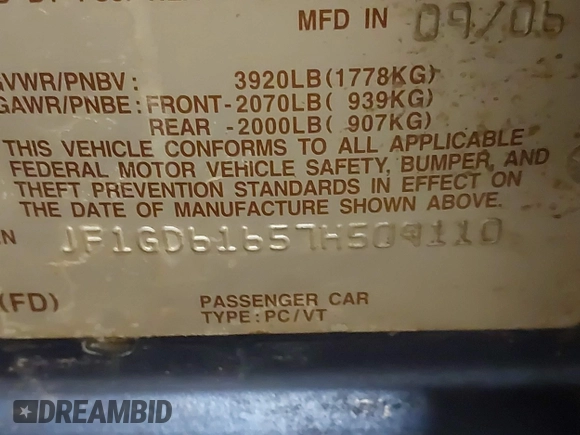 MFD IN 09/06
GVWR/PNBV: 3920LB(1778KG)
GAWR/PNBE: FRONT-2070LB( 939KG)
REAR -2000LB( 907KG)
THIS VEHICLE CONFORMS TO ALL APPLICABLE
FEDERAL MOTOR VEHICLE SAFETY, BUMPER, AND
THEFT PREVENTION STANDARDS IN EFFECT ON
THE DATE OF MANUFACTURE SHOWN ABOVE.
JF1GD61657H509110
(FD)
PASSENGER CAR
TYPE:PC/VT
DREAMBID